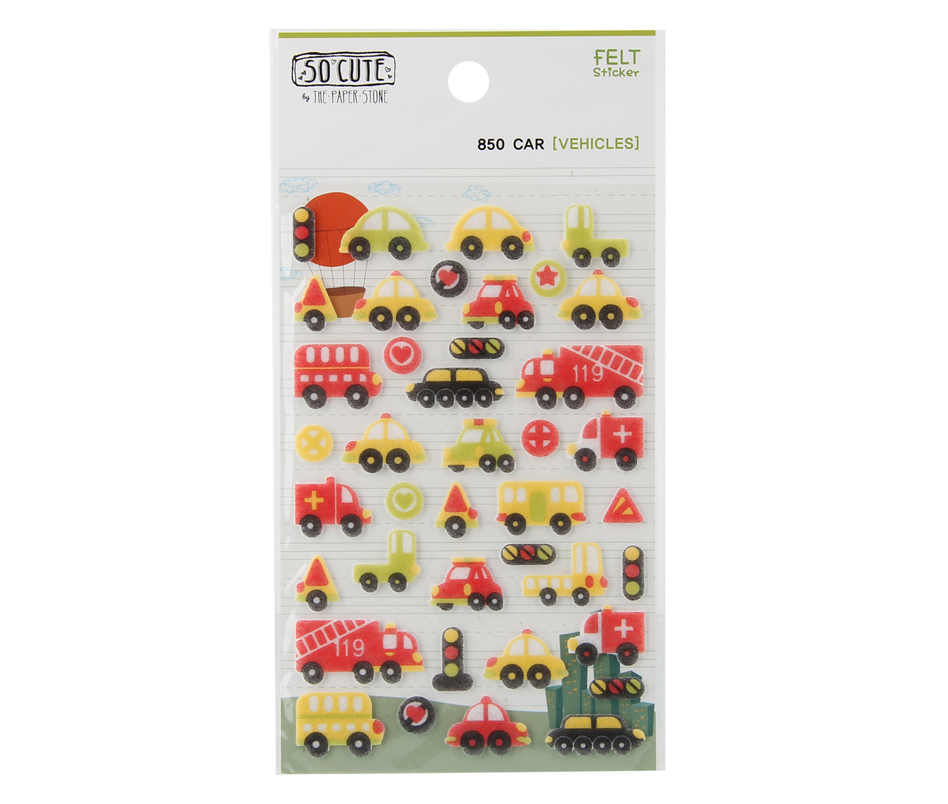 SO CUTE
by THE·PAPER·STONE
FELT
Sticker
850 CAR [VEHICLES]
119
119